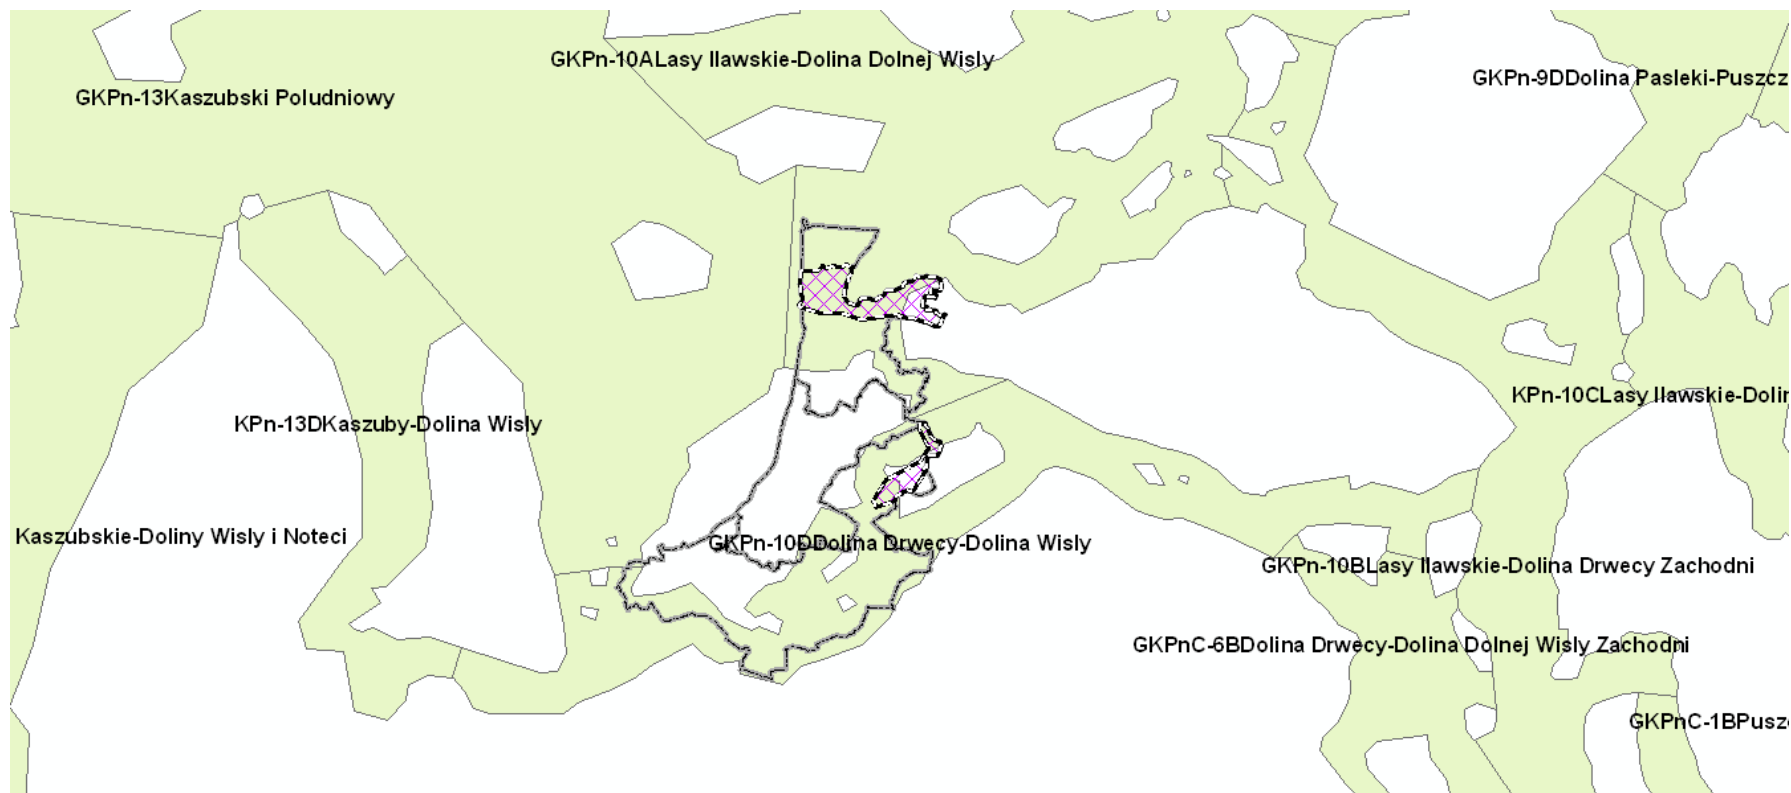 GKPn-10ALasy Ilawskie-Dolina Dolnej Wisly
GKPn-9DDolina Pasleki-Puszcz
GKPn-13Kaszubski Poludniowy
KPn-10CLasy Ilawskie-Dolin
KPn-13DKaszuby-Dolina Wisly
Kaszubskie-Doliny Wisly i Noteci
GKPn-10DDolina Drwecy-Dolina Wisly
GKPn-10BLasy Ilawskie-Dolina Drwecy Zachodni
GKPnC-6BDolina Drwecy-Dolina Dolnej Wisly Zachodni
GKPnC-1BPusz